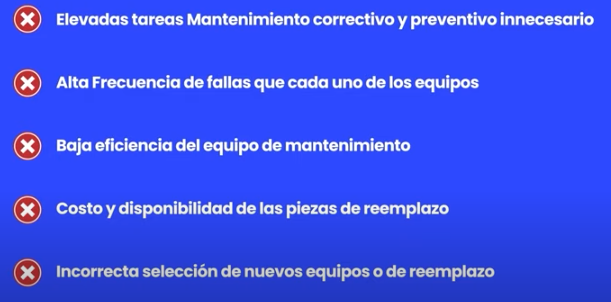 Elevadas tareas Mantenimiento correctivo y preventivo innecesario
Alta Frecuencia de fallas que cada uno de los equipos
Baja eficiencia del equipo de mantenimiento
Costo y disponibilidad de las piezas de reemplazo
Incorrecta selección de nuevos equipos o de reemplazo